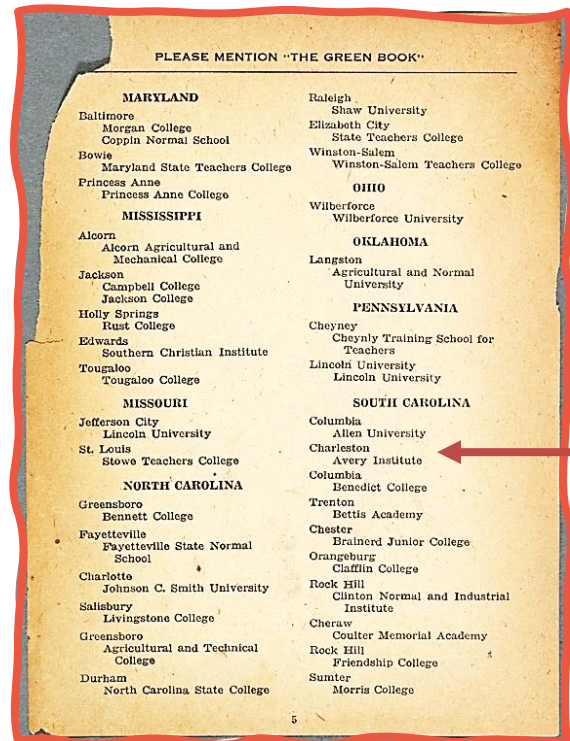 PLEASE MENTION "THE GREEN BOOK"
MARYLAND
Baltimore
Morgan College
Coppin Normal School
Bowie
Maryland State Teachers College
Princess Anne
Princess Anne College
MISSISSIPPI
Alcorn
Alcorn Agricultural and
Mechanical College
Jackson
Campbell College
Jackson College
Holly Springs
Rust College
Edwards
Southern Christian Institute
Tougaloo
Tougaloo College
MISSOURI
Jefferson City
Lincoln University
St. Louis
Stowe Teachers College
NORTH CAROLINA
Greensboro
Bennett College
Fayetteville
Fayetteville State Normal
School
Charlotte
Johnson C. Smith University
Salisbury
Livingstone College
Greensboro
Agricultural and Technical
College
Durham
North Carolina State College
Raleigh
Shaw University
Elizabeth City
State Teachers College
Winston-Salem
Winston-Salem Teachers College
OHIO
Wilberforce
Wilberforce University
OKLAHOMA
Langston
Agricultural and Normal
University
PENNSYLVANIA
Cheyney
Cheynly Training School for
Teachers
Lincoln University
Lincoln University
SOUTH CAROLINA
Columbia
Allen University
Charleston
Avery Institute
Columbia
Benedict College
Trenton
Bettis Academy
Chester
Brainerd Junior College
Orangeburg
Claflin College
Rock Hill
Clinton Normal and Industrial
Institute
Cheraw
Coulter Memorial Academy
Rock Hill
Friendship College
Sumter
Morris College
5